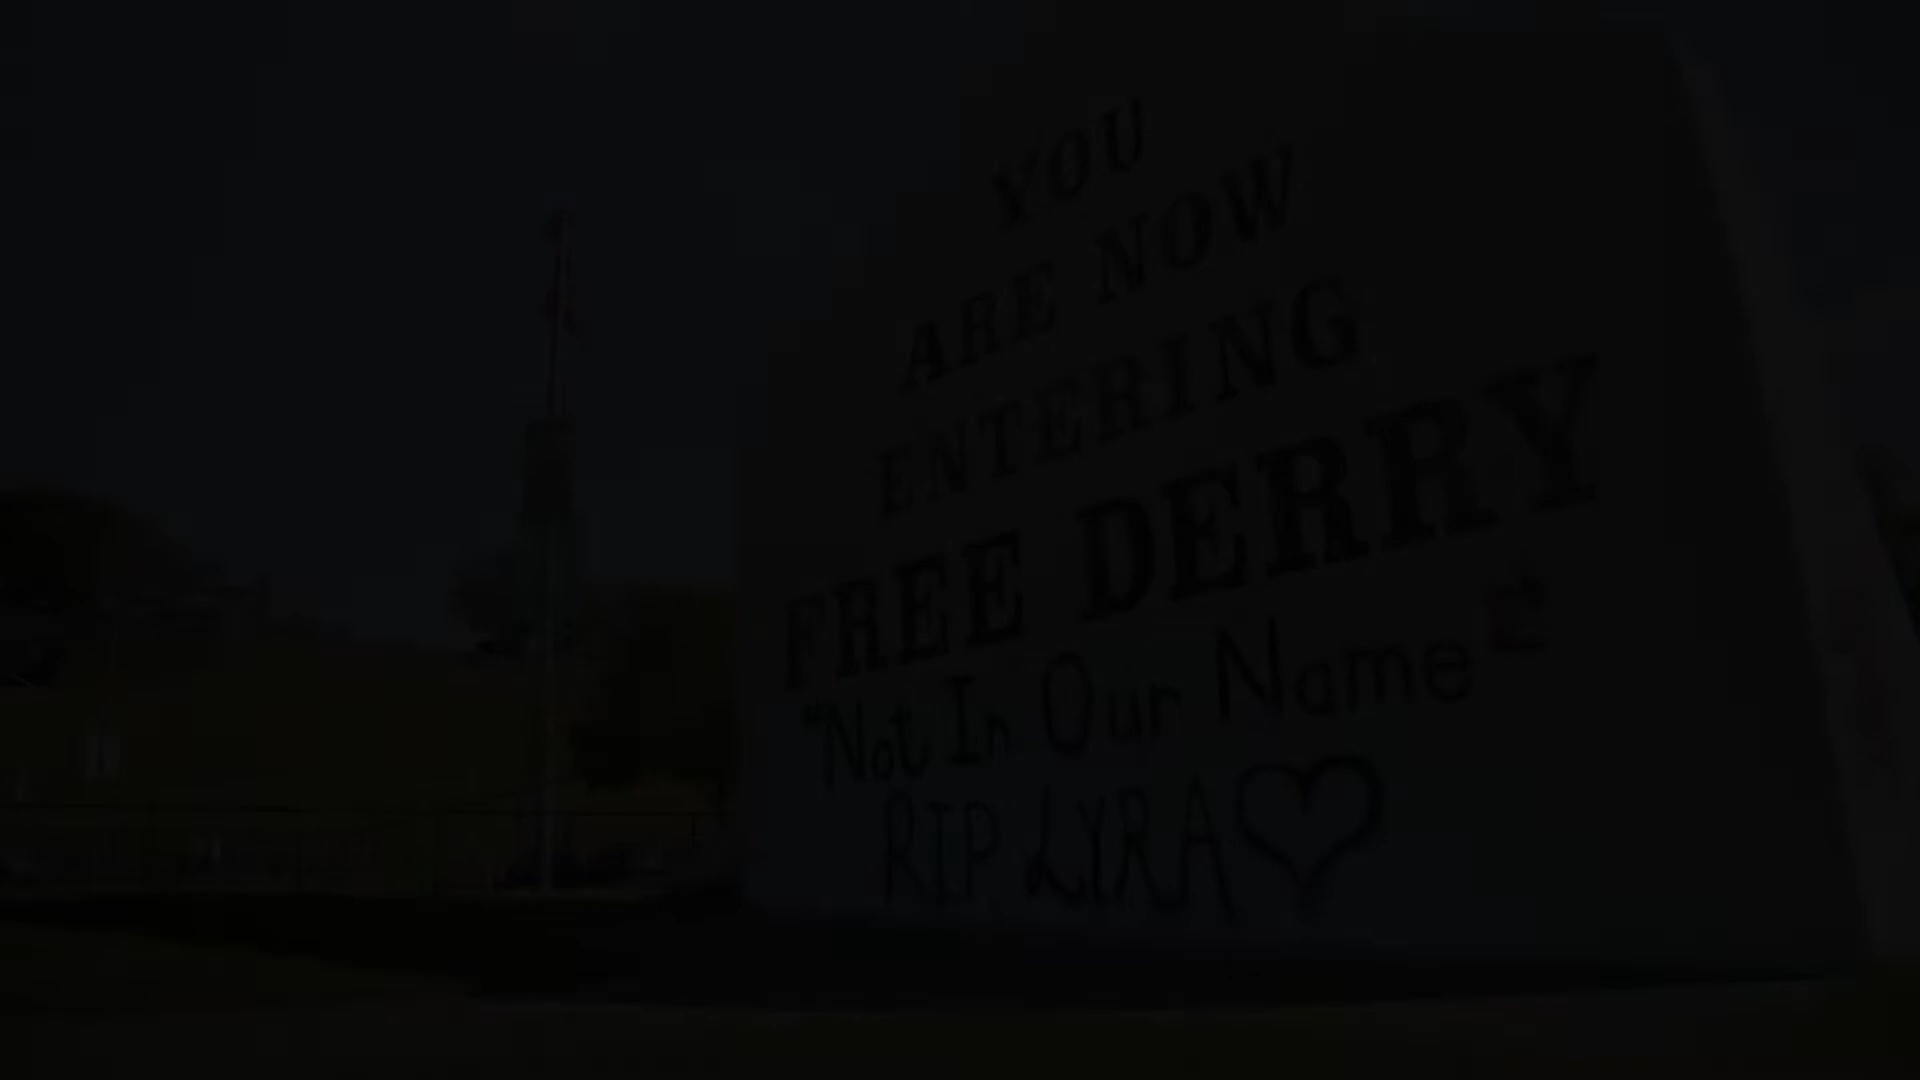 YOU
ARE NOW
ENTERING
FREE DERRY
"Not In Our Name"
RIP LYRA